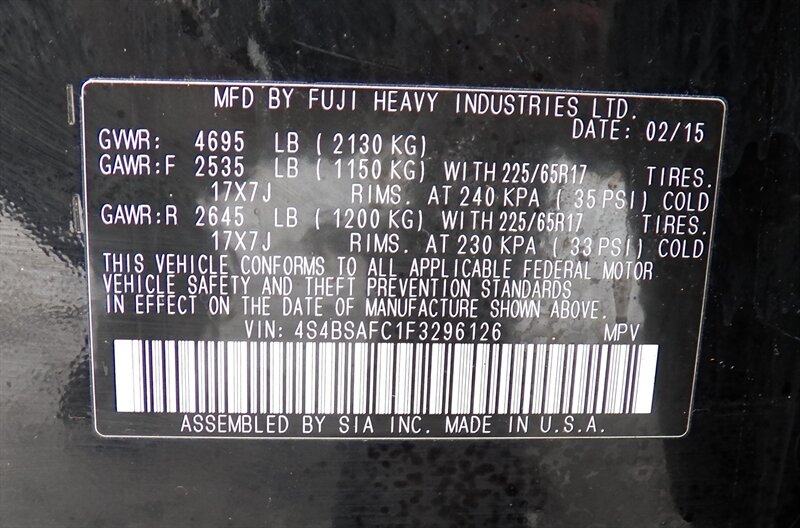 MFD BY FUJI HEAVY INDUSTRIES LTD.
DATE: 02/15
GVWR: 4695 LB ( 2130 KG)
GAWR:F 2535 LB ( 1150 KG) WITH 225/65R17 TIRES.
17X7J RIMS. AT 240 KPA ( 35 PSI) COLD
GAWR:R 2645 LB ( 1200 KG) WITH 225/65R17 TIRES.
17X7J RIMS. AT 230 KPA ( 33 PSI) COLD
THIS VEHICLE CONFORMS TO ALL APPLICABLE FEDERAL MOTOR
VEHICLE SAFETY AND THEFT PREVENTION STANDARDS
IN EFFECT ON THE DATE OF MANUFACTURE SHOWN ABOVE.
VIN: 4S4BSAFC1F3296126 MPV
ASSEMBLED BY SIA INC. MADE IN U.S.A.